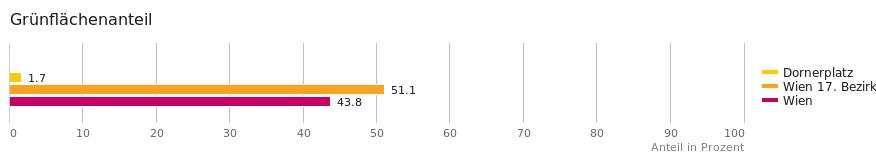 Grünflächenanteil
1.7
51.1
43.8
Dornerplatz
Wien 17. Bezirk
Wien
0 10 20 30 40 50 60 70 80 90 100
Anteil in Prozent